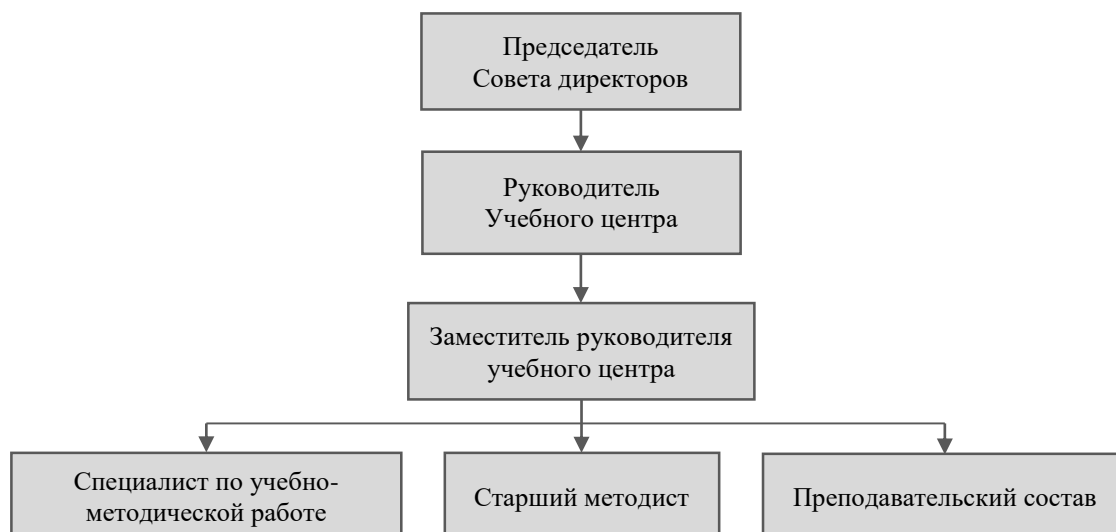 Председатель
Совета директоров
Руководитель
Учебного центра
Заместитель руководителя
учебного центра
Специалист по учебно-
методической работе
Старший методист
Преподавательский состав